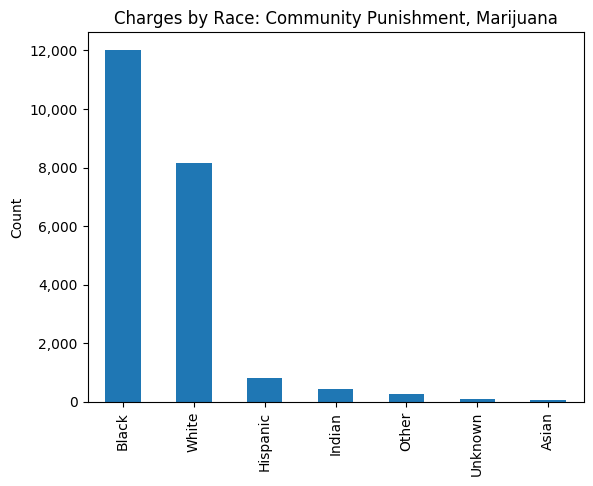 Charges by Race: Community Punishment, Marijuana
Count
12,000
10,000
8,000
6,000
4,000
2,000
0
Black
White
Hispanic
Indian
Other
Unknown
Asian